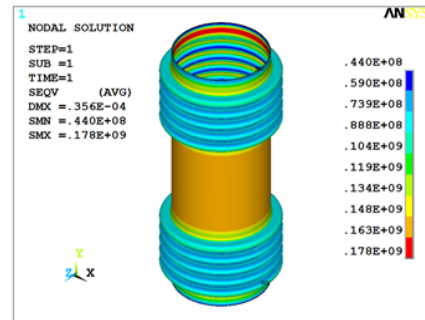 1
ANSYS
NODAL SOLUTION
STEP=1
SUB =1
TIME=1
SEQV (AVG)
DMX =.356E-04
SMN =.440E+08
SMX =.178E+09
.440E+08
.590E+08
.739E+08
.888E+08
.104E+09
.119E+09
.134E+09
.148E+09
.163E+09
.178E+09
Y
Z X